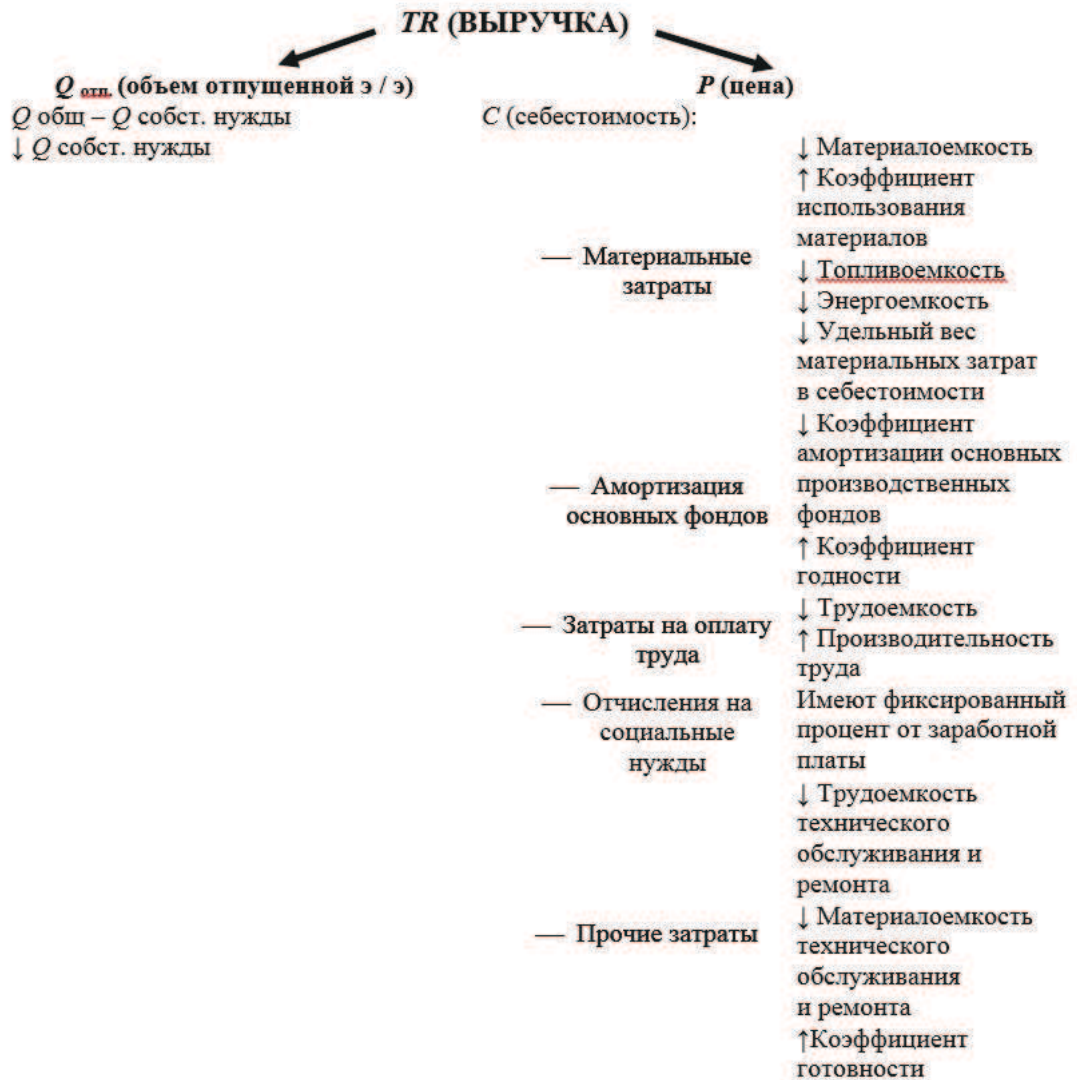 TR (ВЫРУЧКА)
Q отп. (объем отпущенной э / э)
P (цена)
Q общ – Q собст. нужды
↓ Q собст. нужды
C (себестоимость):
— Материальные
затраты
↓ Материалоемкость
↑ Коэффициент
использования
материалов
↓ Топливоемкость
↓ Энергоемкость
↓ Удельный вес
материальных затрат
в себестоимости
— Амортизация
основных фондов
↓ Коэффициент
амортизации основных
производственных
фондов
↑ Коэффициент
годности
— Затраты на оплату
труда
↓ Трудоемкость
↑ Производительность
труда
— Отчисления на
социальные
нужды
Имеют фиксированный
процент от заработной
платы
— Прочие затраты
↓ Трудоемкость
технического
обслуживания и
ремонта
↓ Материалоемкость
технического
обслуживания
и ремонта
↑Коэффициент
готовности